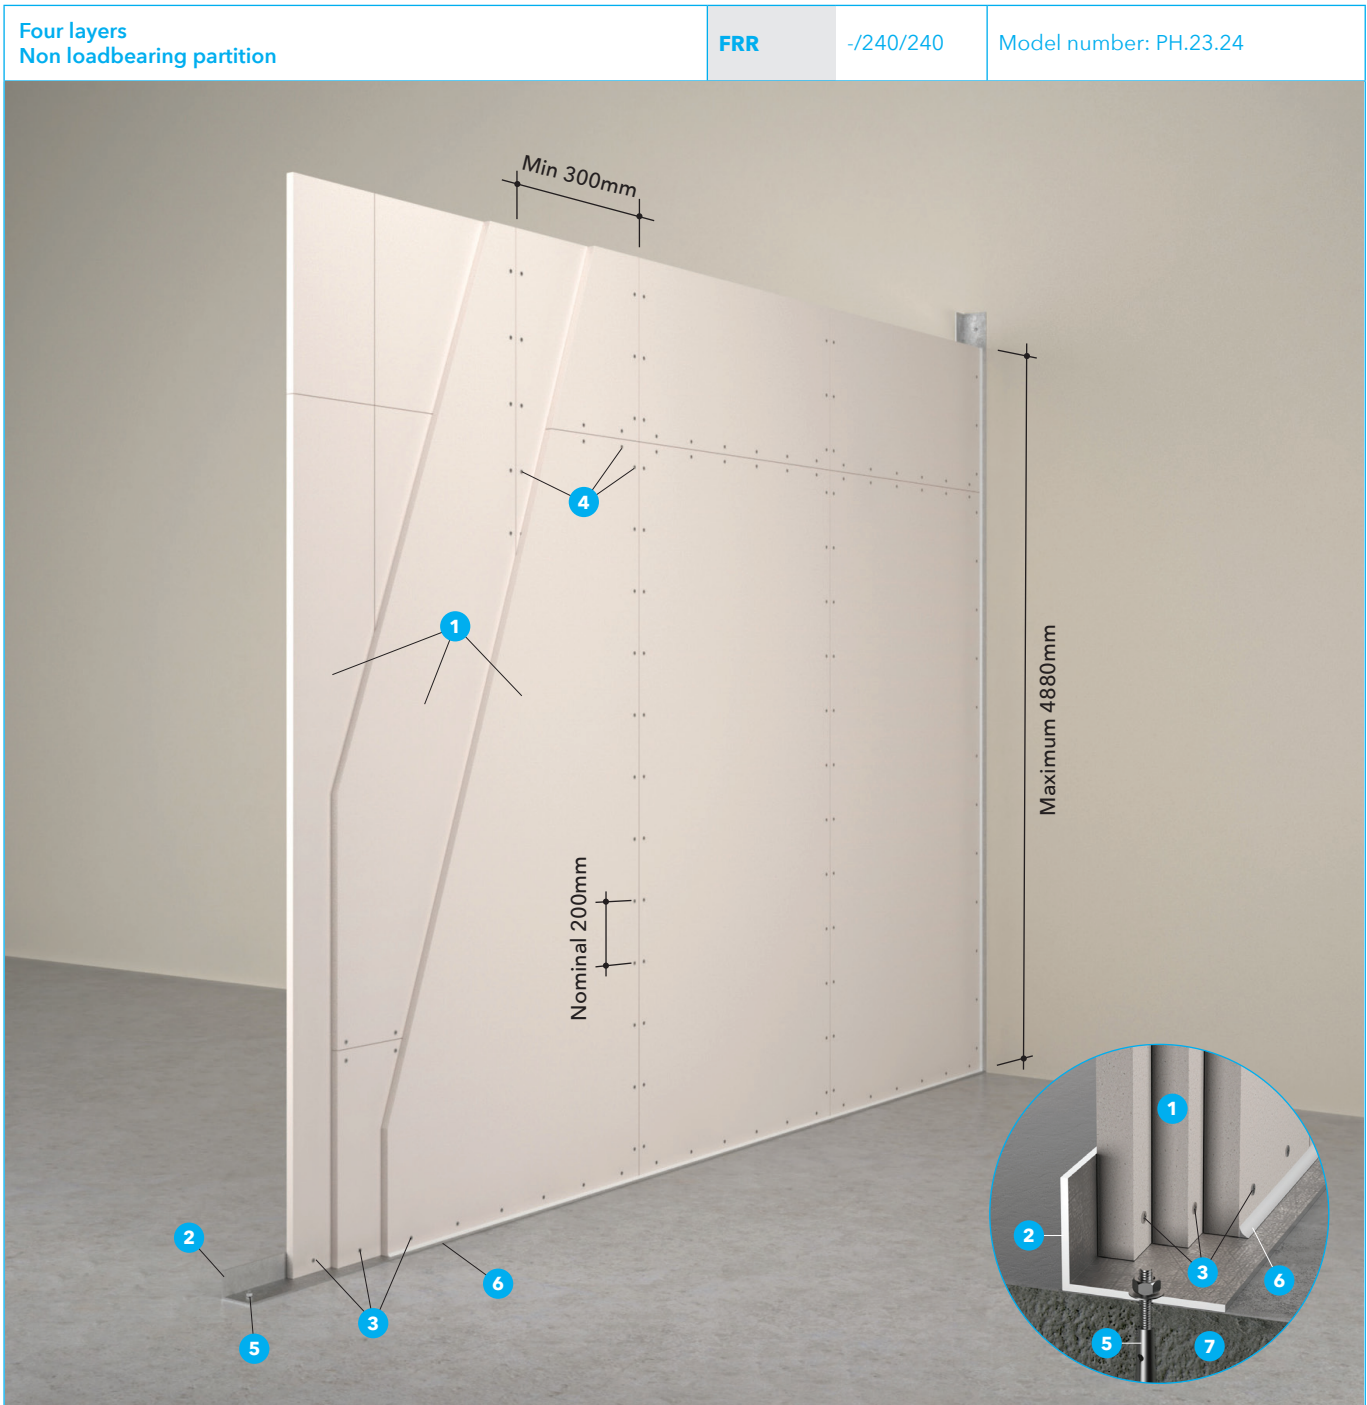 Four layers
Non loadbearing partition
FRR
-/240/240
Model number: PH.23.24
Min 300mm
4
1
Maximum 4880mm
Nominal 200mm
2
5
3
6
1
2
3
6
5
7